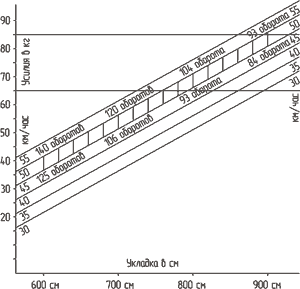 90
80
70
60
50
40
30
20
Усилия в кг
км/час
55
50
45
40
35
30
140 оборотов
120 оборотов
104 оборота
93 оборота
125 оборотов
106 оборотов
93 оборота
84 оборота
55
50
45
40
35
30
км/час
Укладка в см
600 см
700 см
800 см
900 см